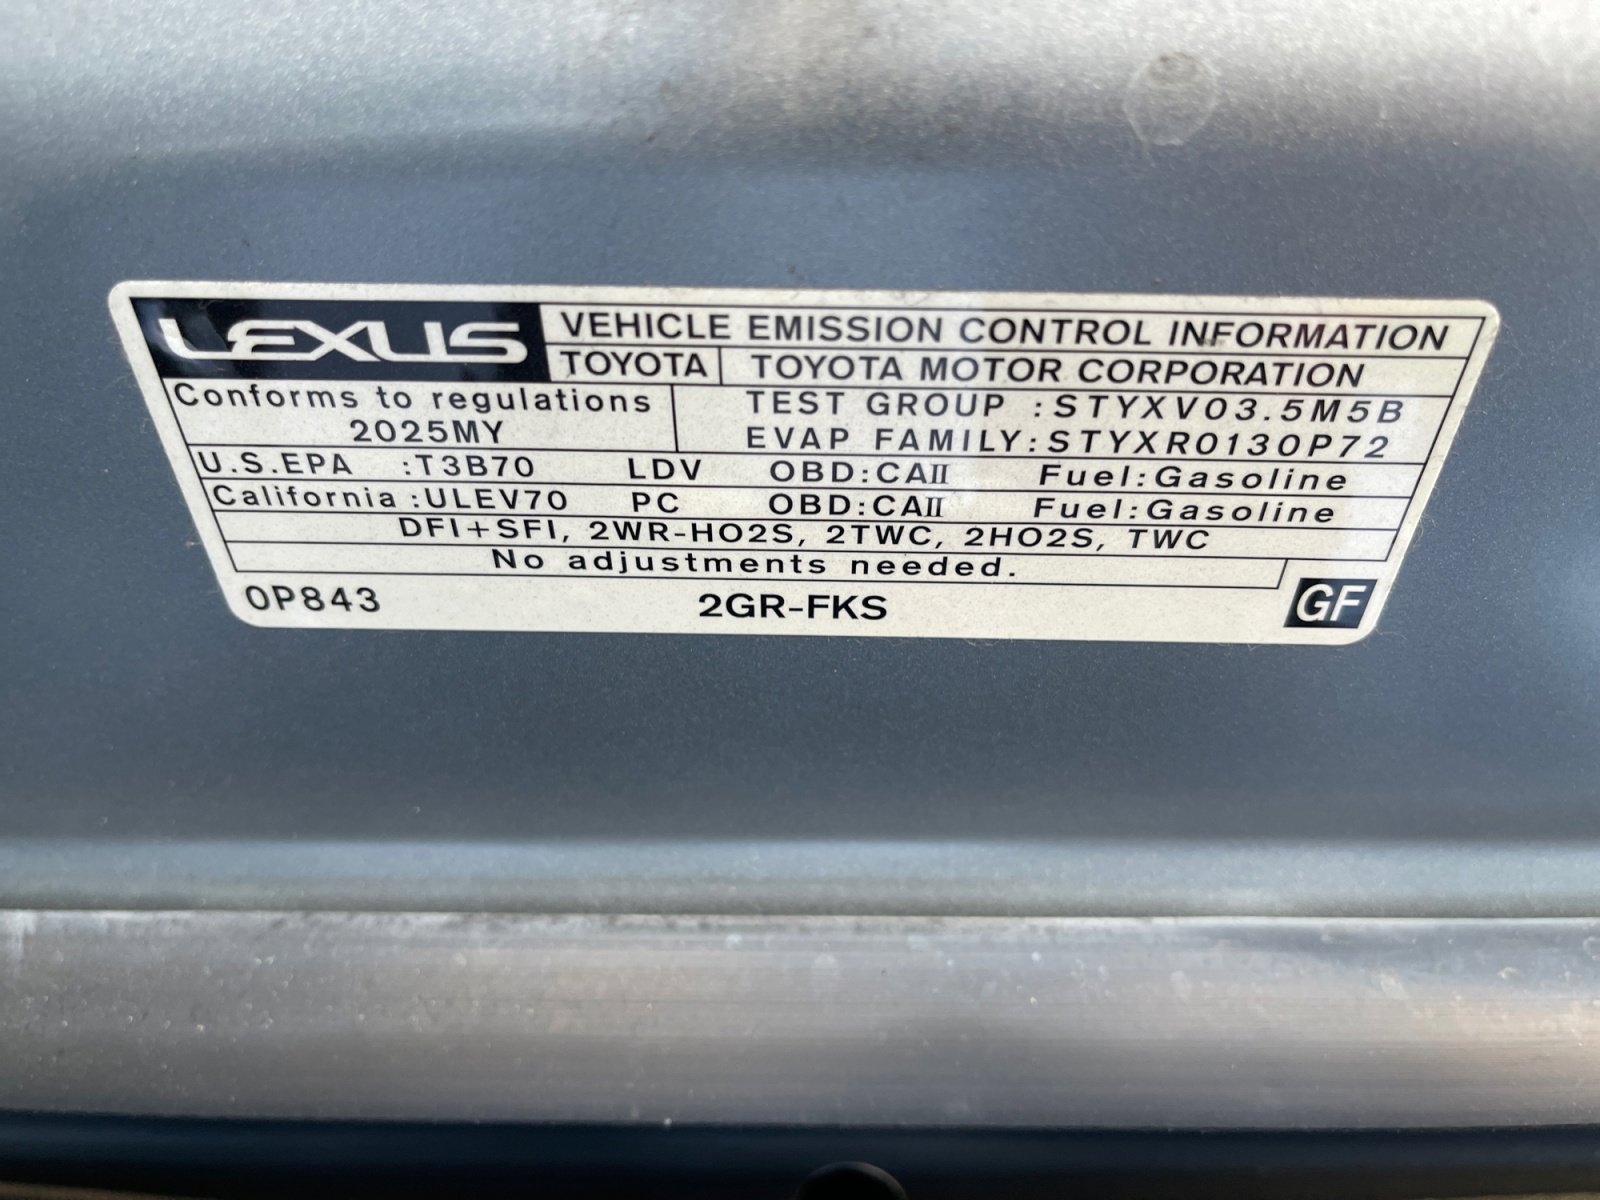 LEXUS VEHICLE EMISSION CONTROL INFORMATION
TOYOTA TOYOTA MOTOR CORPORATION
Conforms to regulations TEST GROUP :STYXV03.5M5B
2025MY EVAP FAMILY:STYXR0130P72
U.S.EPA :T3B70 LDV OBD:CAII Fuel:Gasoline
California:ULEV70 PC OBD:CAII Fuel:Gasoline
DFI+SFI, 2WR-HO2S, 2TWC, 2HO2S, TWC
No adjustments needed.
0P843 2GR-FKS GF